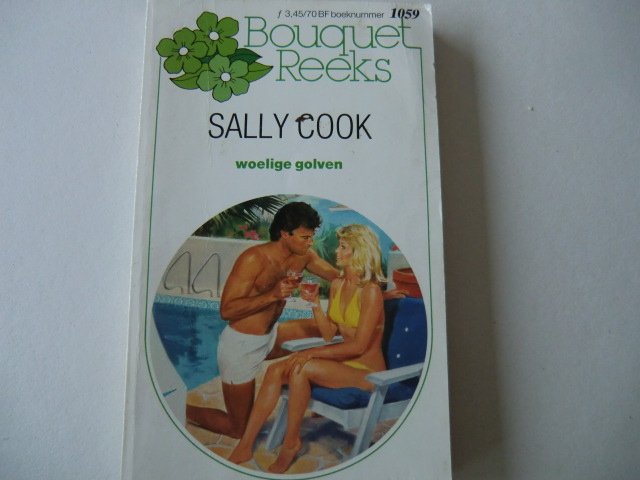 ƒ 3,45/70 BF boeknummer 1059
Bouquet
Reeks
SALLY COOK
woelige golven